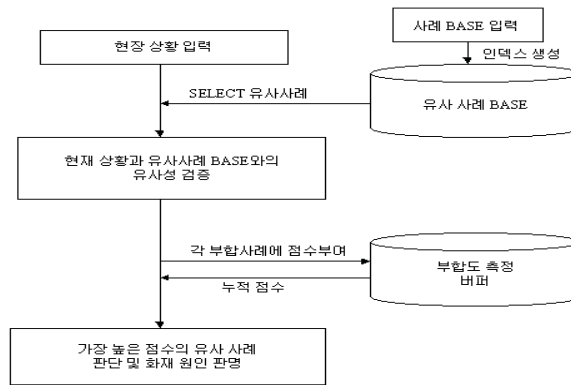 사례 BASE 입력
현장 상황 입력
인덱스 생성
SELECT 유사사례
유사 사례 BASE
현재 상황과 유사사례 BASE와의
유사성 검증
각 부합사례에 점수부여
누적 점수
부합도 측정
버퍼
가장 높은 점수의 유사 사례
판단 및 화재 원인 판명